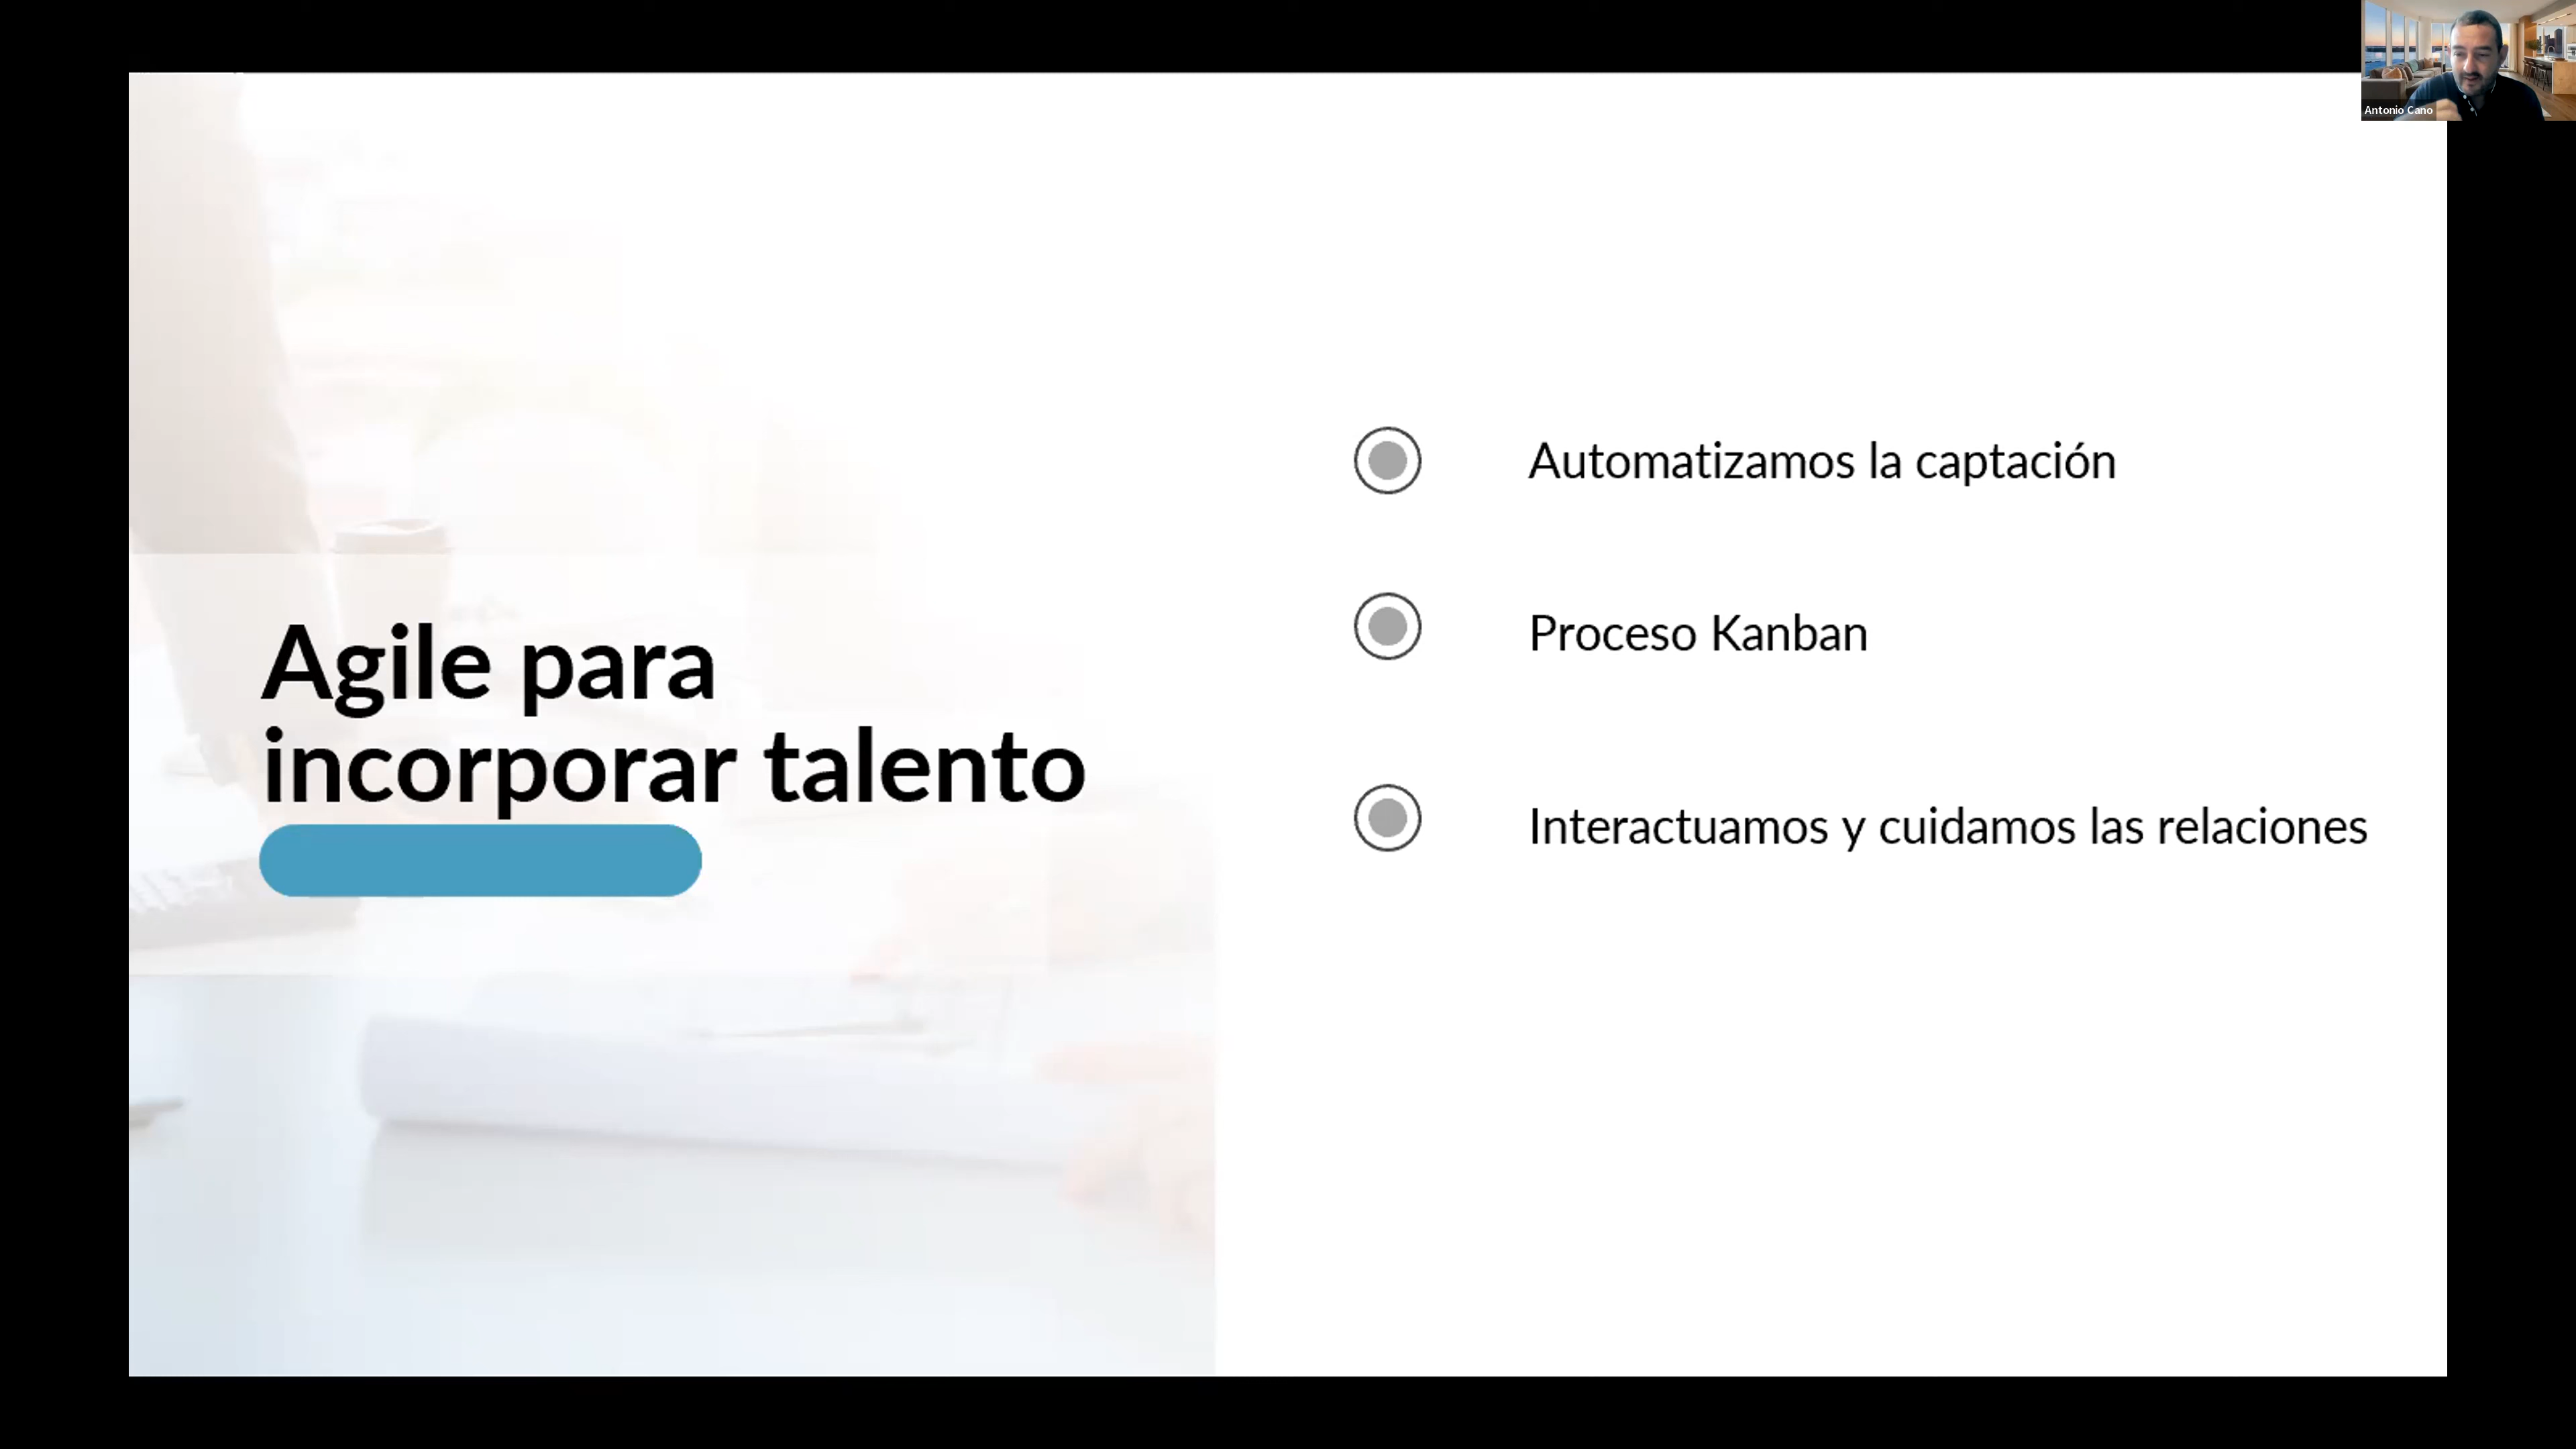 Antonio Cano
Agile para
incorporar talento
Automatizamos la captación
Proceso Kanban
Interactuamos y cuidamos las relaciones